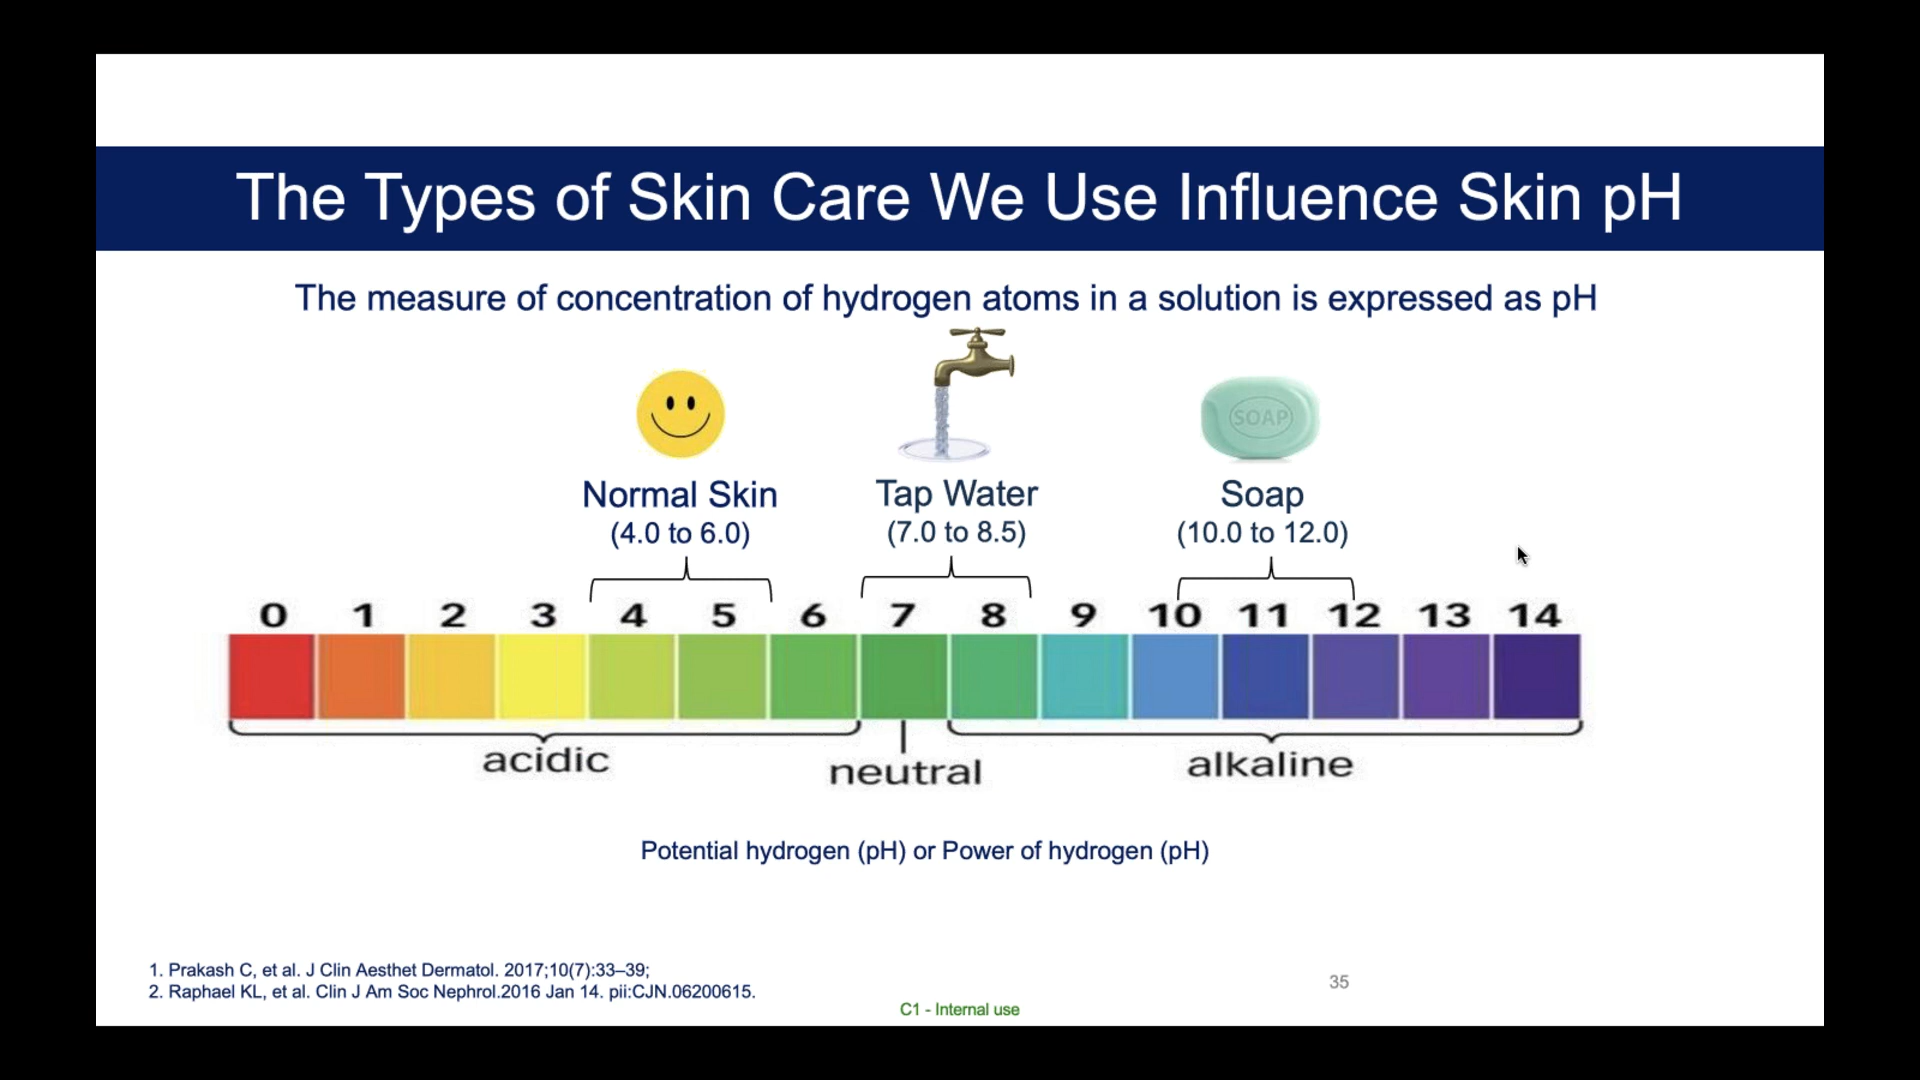 The Types of Skin Care We Use Influence Skin pH
The measure of concentration of hydrogen atoms in a solution is expressed as pH
SOAP
Normal Skin
(4.0 to 6.0)
Tap Water
(7.0 to 8.5)
Soap
(10.0 to 12.0)
0 1 2 3 4 5 6 7 8 9 10 11 12 13 14
acidic
neutral
alkaline
Potential hydrogen (pH) or Power of hydrogen (pH)
1. Prakash C, et al. J Clin Aesthet Dermatol. 2017;10(7):33–39;
2. Raphael KL, et al. Clin J Am Soc Nephrol.2016 Jan 14. pii:CJN.06200615.
35
C1 - Internal use